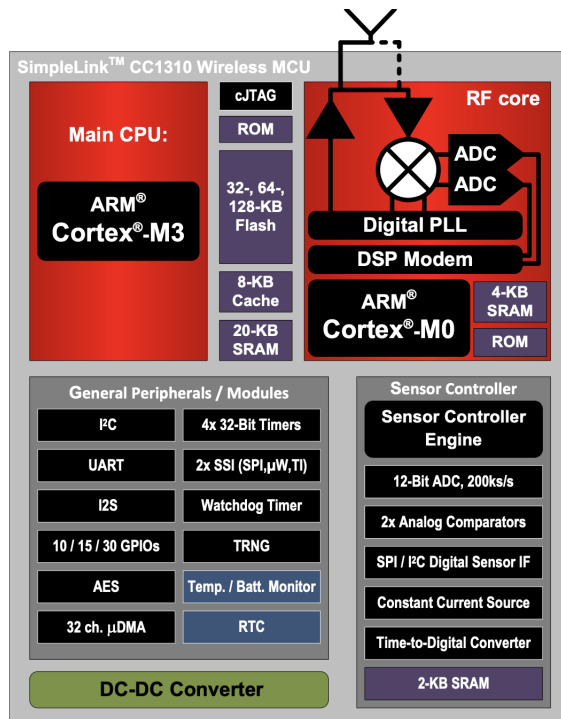 SimpleLink™ CC1310 Wireless MCU
Main CPU:
ARM®
Cortex®-M3
cJTAG
ROM
32-, 64-,
128-KB
Flash
8-KB
Cache
20-KB
SRAM
RF core
ADC
ADC
Digital PLL
DSP Modem
ARM®
Cortex®-M0
4-KB
SRAM
ROM
General Peripherals / Modules
I²C
4x 32-Bit Timers
UART
2x SSI (SPI,µW,TI)
I2S
Watchdog Timer
10 / 15 / 30 GPIOs
TRNG
AES
Temp. / Batt. Monitor
32 ch. µDMA
RTC
Sensor Controller
Sensor Controller
Engine
12-Bit ADC, 200ks/s
2x Analog Comparators
SPI / I²C Digital Sensor IF
Constant Current Source
Time-to-Digital Converter
2-KB SRAM
DC-DC Converter